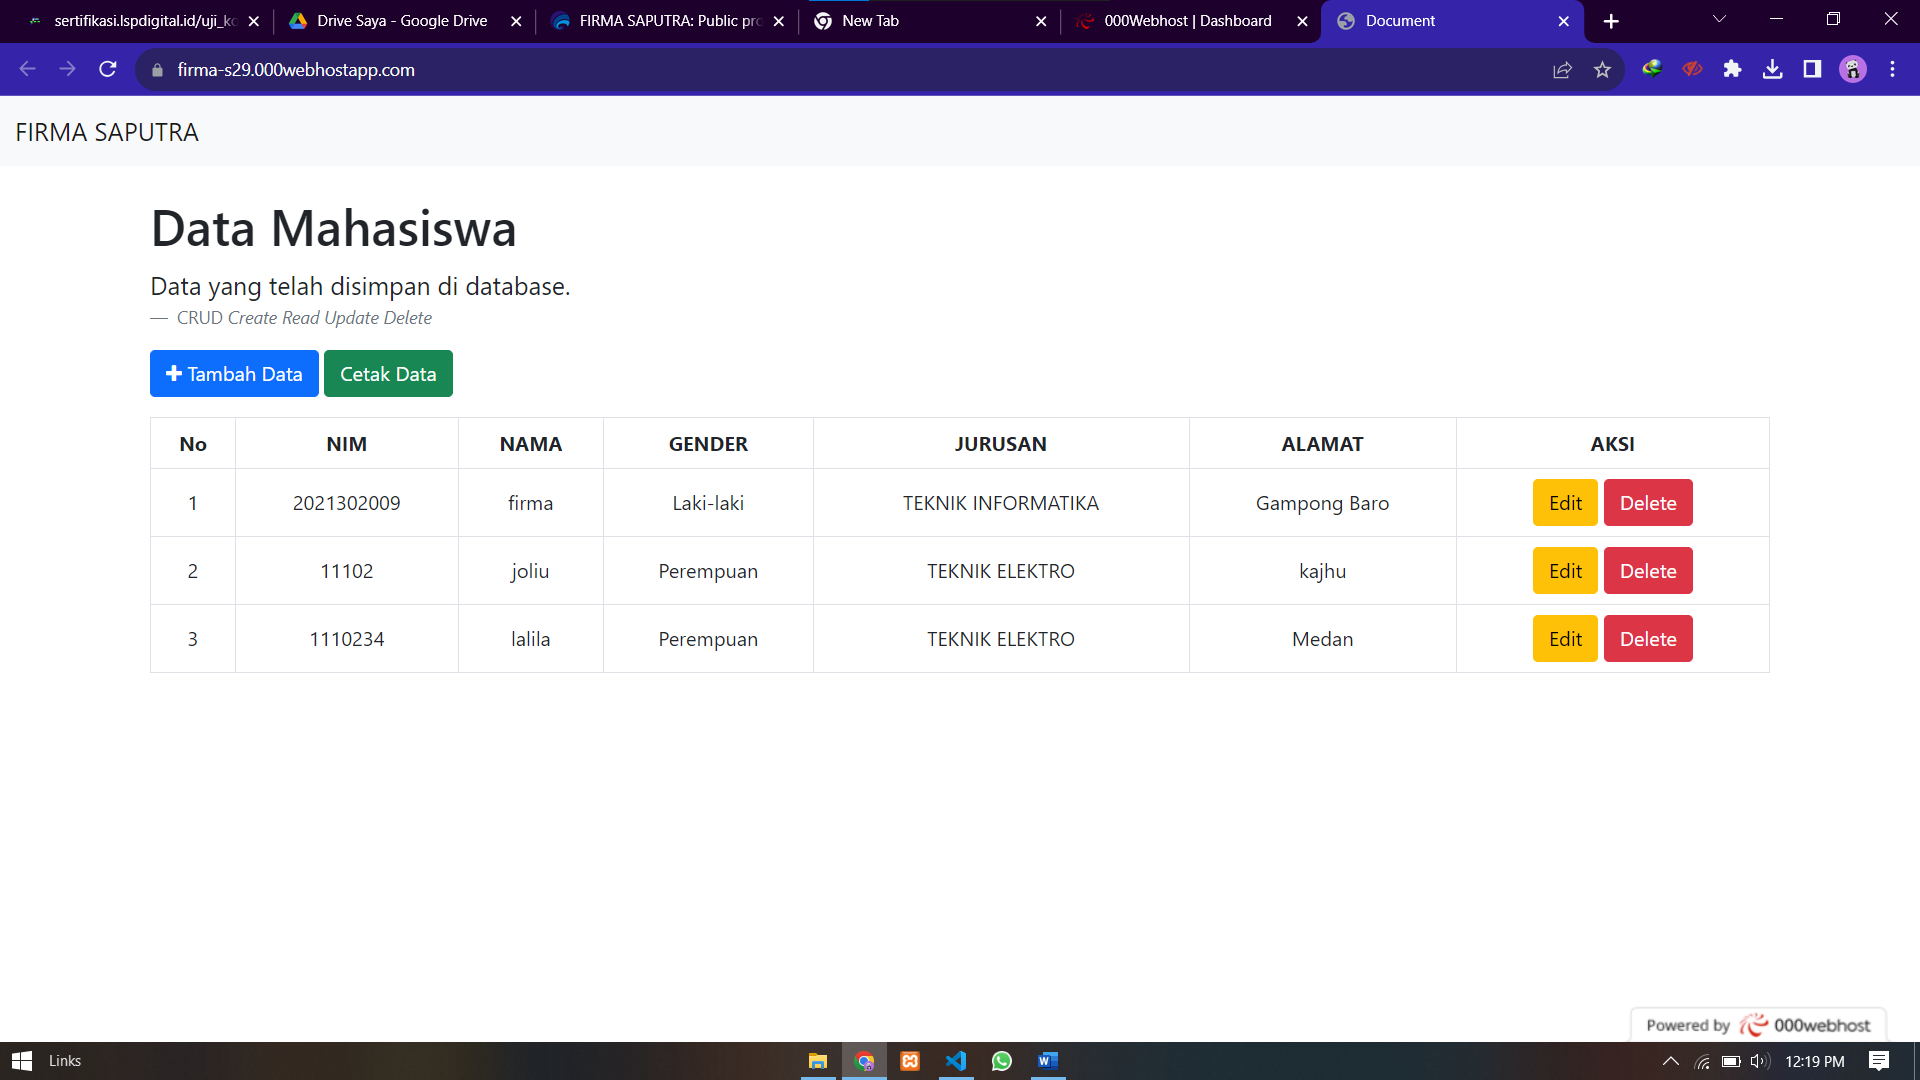 sertifikasi.lspdigital.id/uji_ko
Drive Saya - Google Drive
FIRMA SAPUTRA: Public pro
New Tab
000Webhost | Dashboard
Document
firma-s29.000webhostapp.com
FIRMA SAPUTRA
Data Mahasiswa
Data yang telah disimpan di database.
— CRUD Create Read Update Delete
Tambah Data Cetak Data
No NIM NAMA GENDER JURUSAN ALAMAT AKSI
1 2021302009 firma Laki-laki TEKNIK INFORMATIKA Gampong Baro Edit Delete
2 11102 joliu Perempuan TEKNIK ELEKTRO kajhu Edit Delete
3 1110234 lalila Perempuan TEKNIK ELEKTRO Medan Edit Delete
Powered by 000webhost
Links
12:19 PM